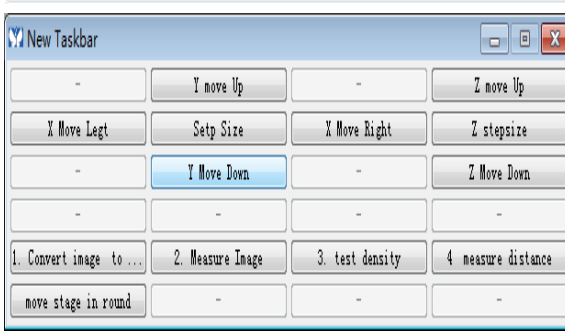 New Taskbar
- Y move Up - Z move Up
X Move Legt Setp Size X Move Right Z stepsize
- Y Move Down - Z Move Down
- - - -
1. Convert image to ... 2. Measure Image 3. test density 4 measure distance
move stage in round - - -